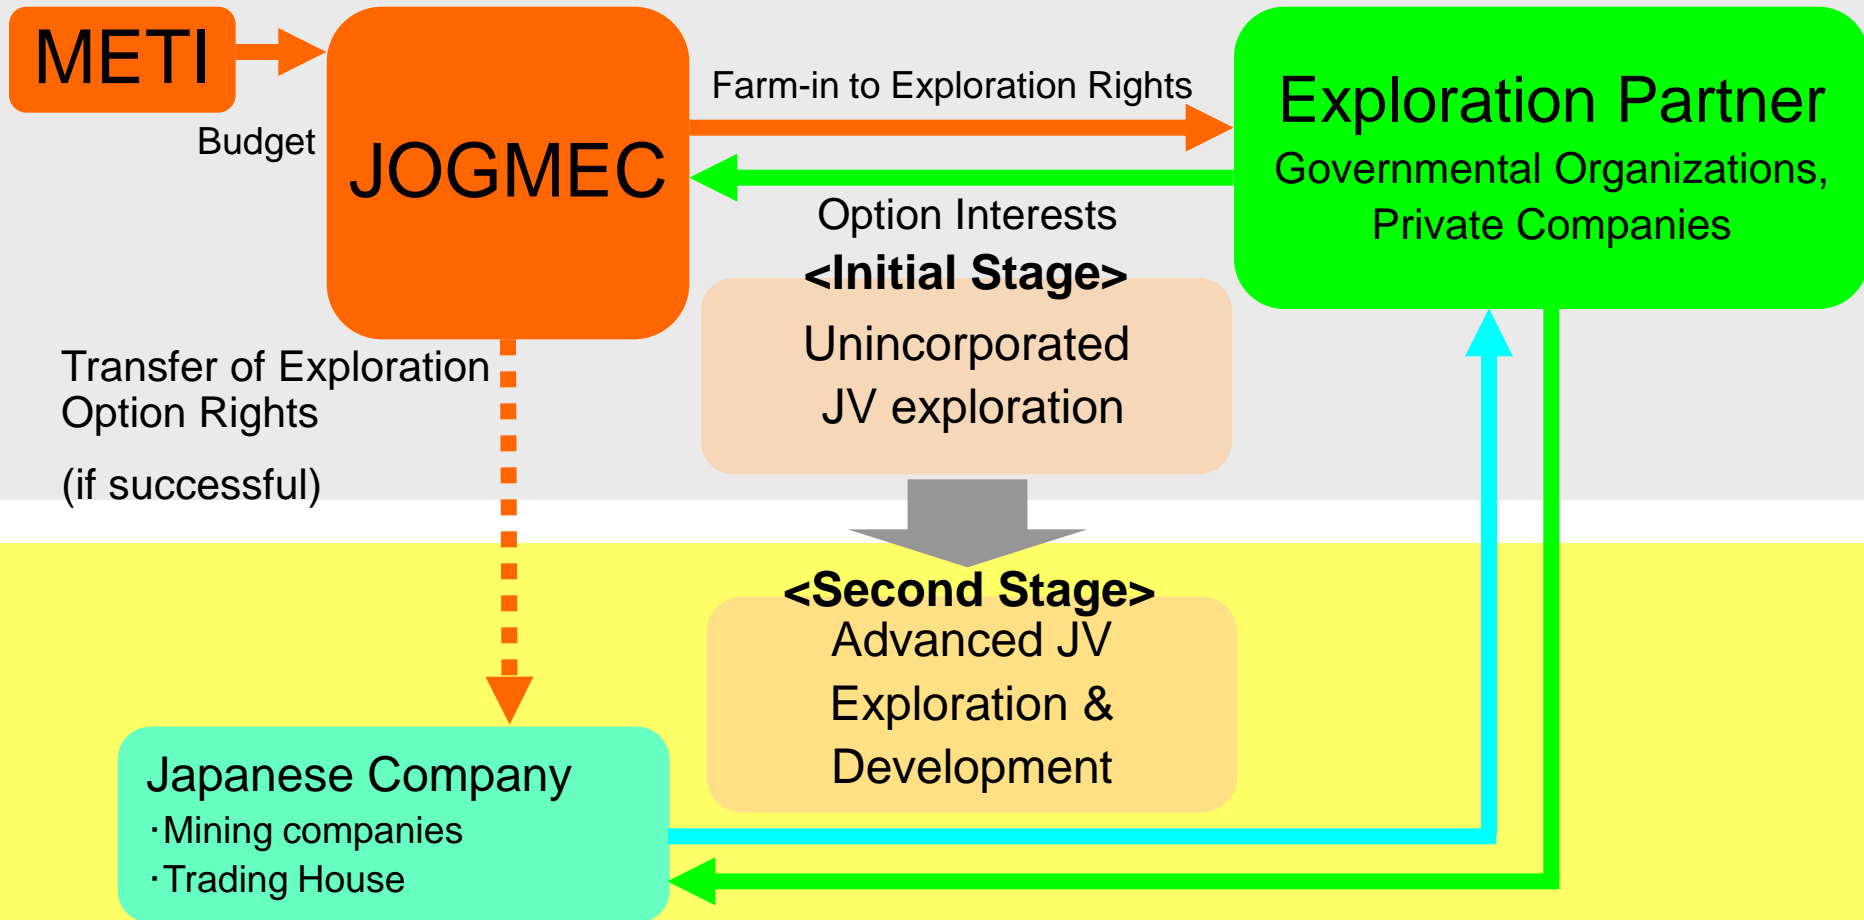 METI
Budget
JOGMEC
Farm-in to Exploration Rights
Option Interests
Exploration Partner
Governmental Organizations,
Private Companies
<Initial Stage>
Unincorporated
JV exploration
Transfer of Exploration
Option Rights
(if successful)
<Second Stage>
Advanced JV
Exploration &
Development
Japanese Company
･Mining companies
･Trading House